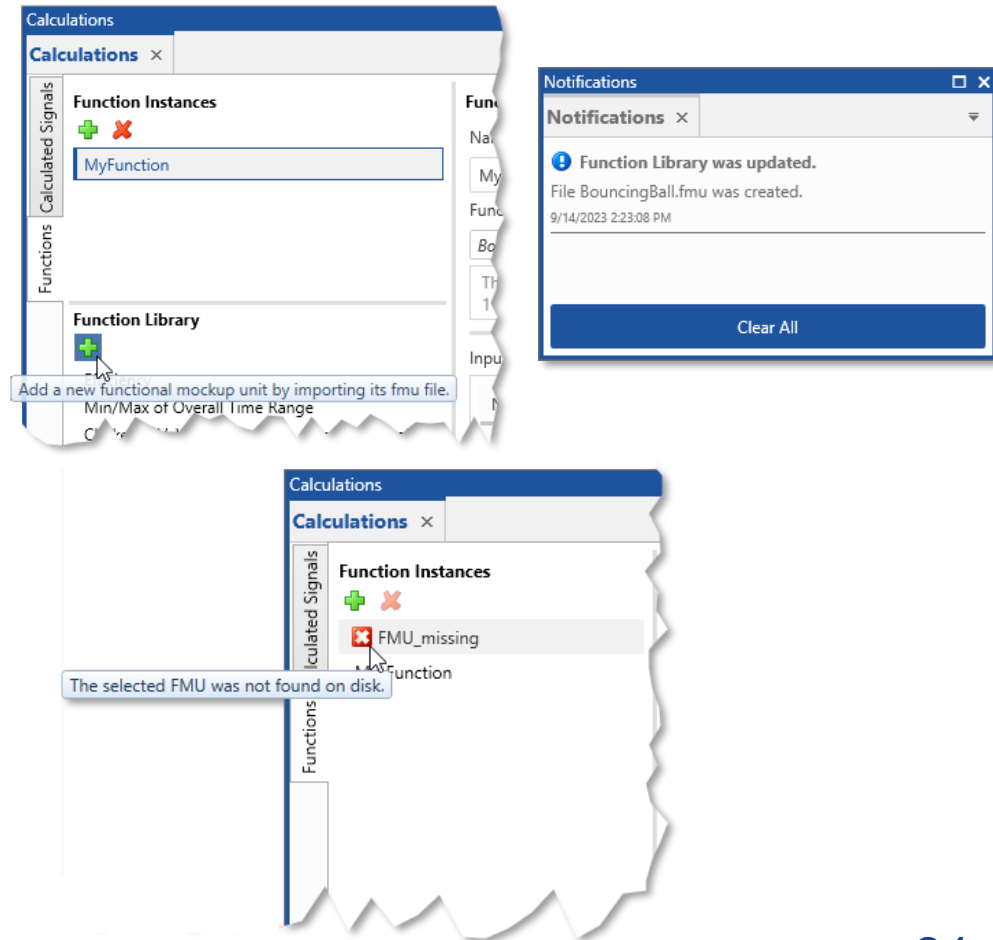 Calculations
Calculations ×
Calculated Signals
Functions
Function Instances
MyFunction
Function Library
Add a new functional mockup unit by importing its fmu file.
Min/Max of Overall Time Range
My
Notifications
Notifications ×
Function Library was updated.
File BouncingBall.fmu was created.
9/14/2023 2:23:08 PM
Clear All
Calculations
Calculations ×
Functions
Function Instances
FMU_missing
The selected FMU was not found on disk.